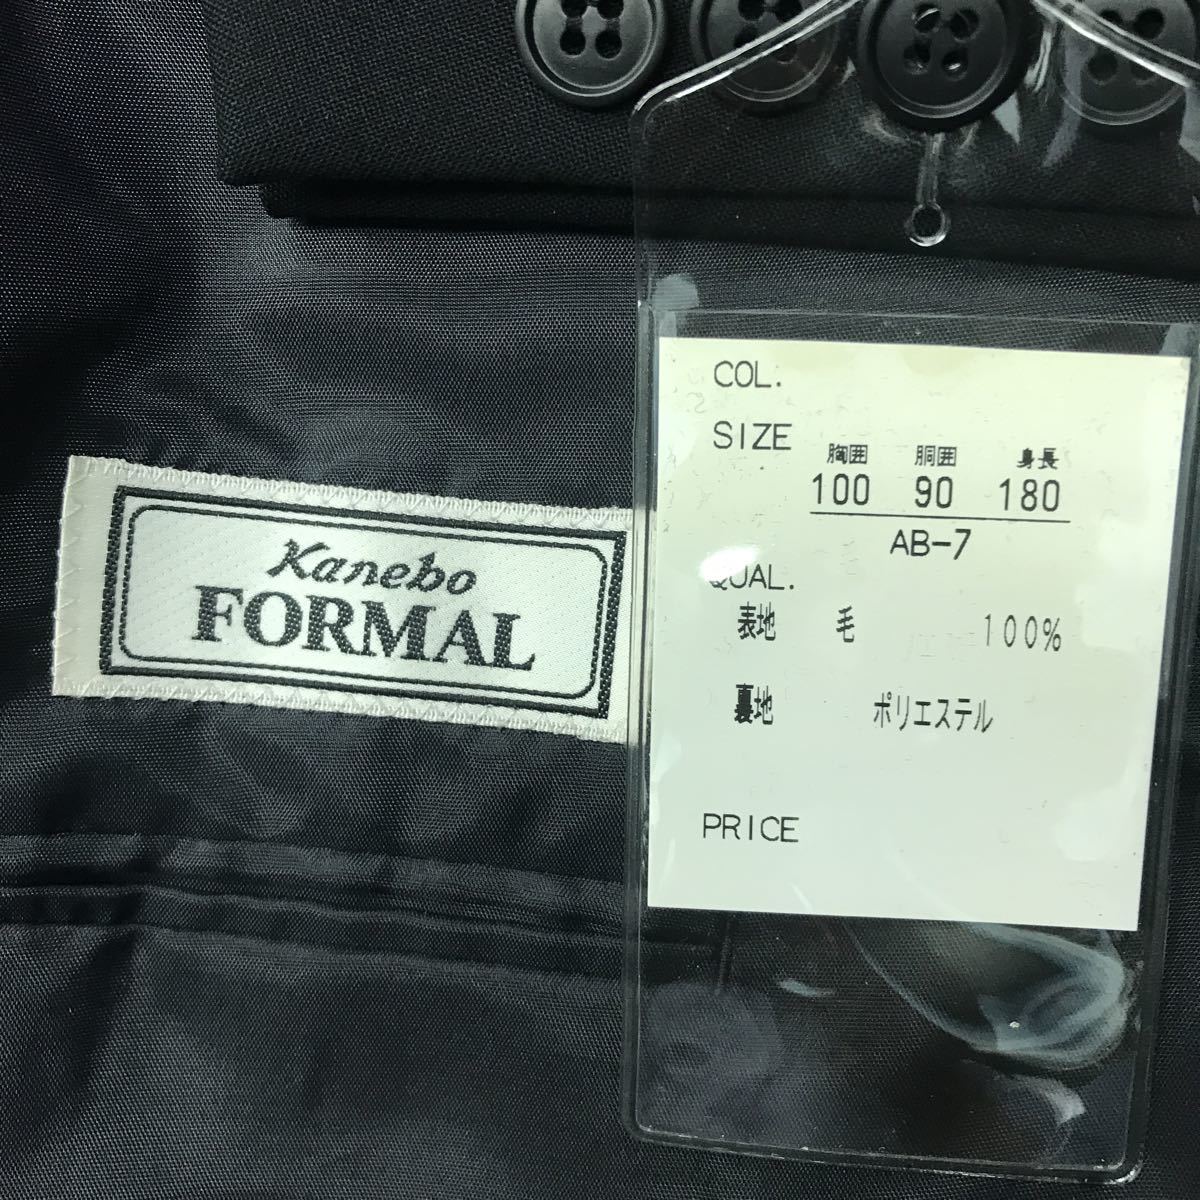 Kanebo
FORMAL
COL.
SIZE
胸囲 胴囲 身長
100 90 180
AB-7
QUAL.
表地 毛 100%
裏地 ポリエステル
PRICE